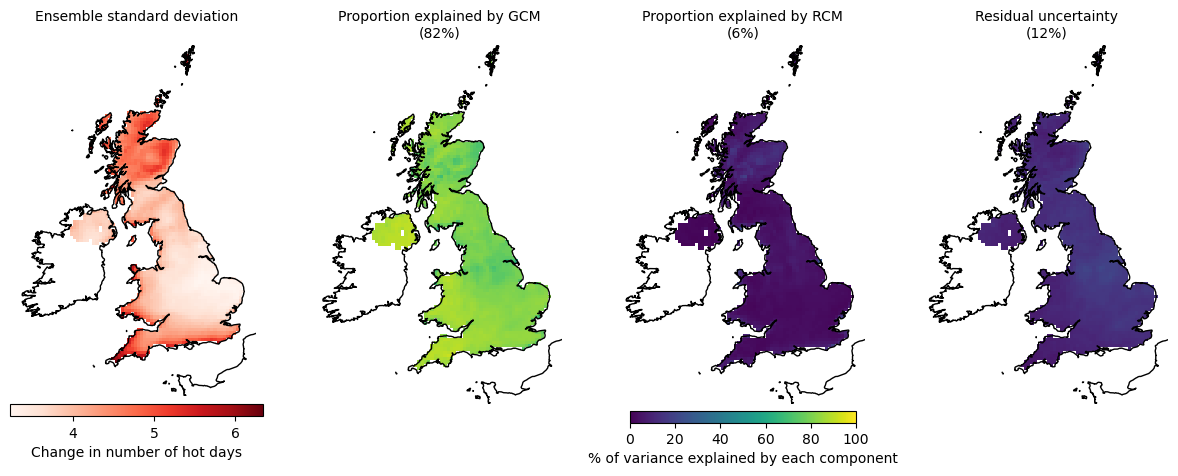 Ensemble standard deviation
Proportion explained by GCM
(82%)
Proportion explained by RCM
(6%)
Residual uncertainty
(12%)
4 5 6
Change in number of hot days
0 20 40 60 80 100
% of variance explained by each component